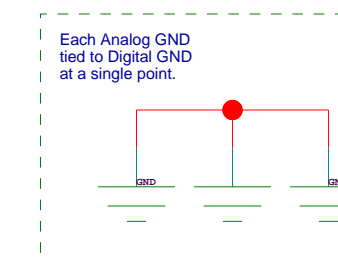 Each Analog GND
tied to Digital GND
at a single point.
GND